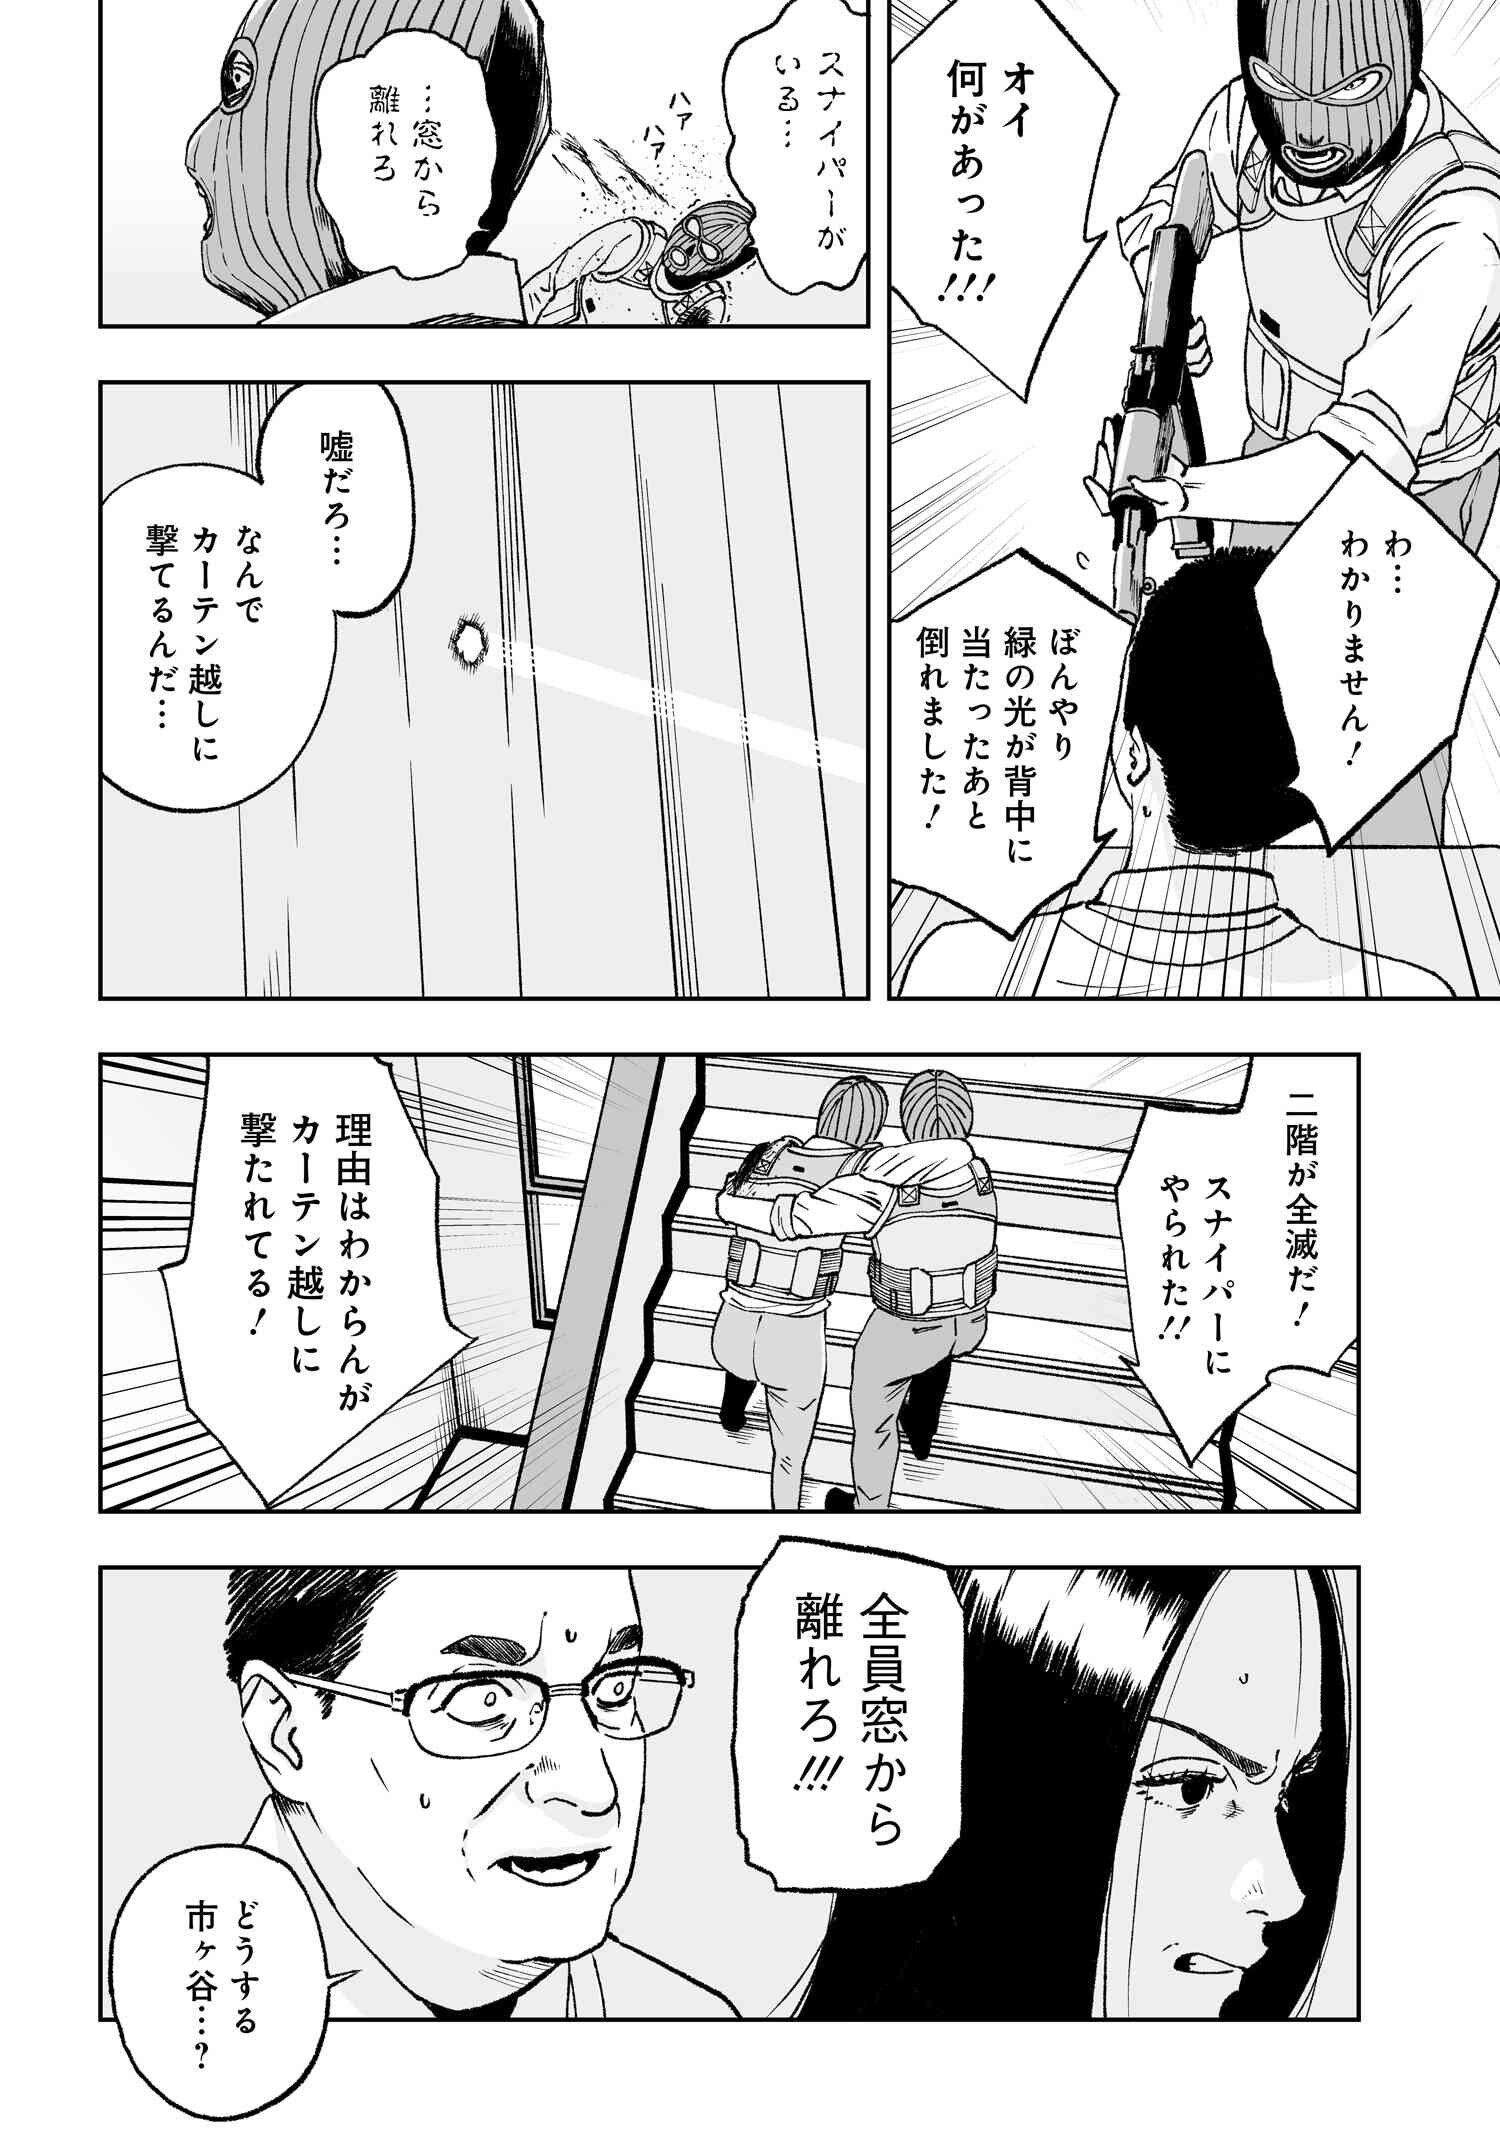 オイ
何があった!!!
わ…
わかりません！
ぼんやり
緑の光が背中に
当たったあと
倒れました！
スナイパーが
いる…
ハァ
ハァ
…窓から
離れろ
嘘だろ…
なんで
カーテン越しに
撃てるんだ…
二階が全滅だ！
スナイパーに
やられた!!
理由はわからんが
カーテン越しに
撃たれてる！
全員窓から
離れろ!!!
どうする
市ヶ谷…？